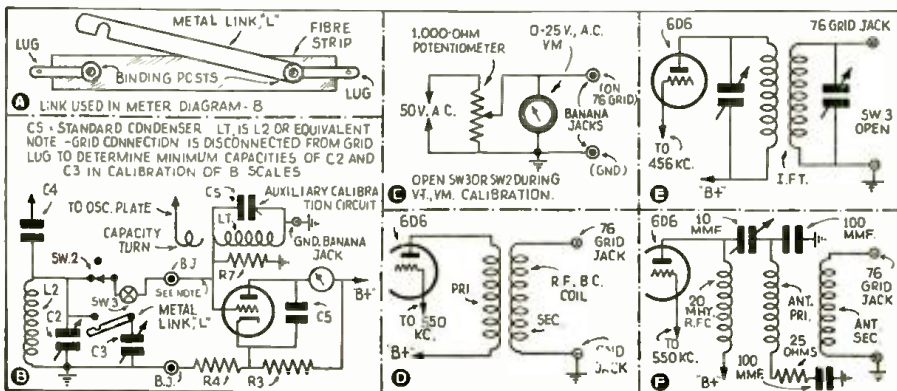 METAL LINK, "L"
FIBRE
STRIP
LUG
BINDING POSTS
LUG
A LINK USED IN METER DIAGRAM - B
CS = STANDARD CONDENSER LT. IS L2 OR EQUIVALENT
NOTE - GRID CONNECTION IS DISCONNECTED FROM GRID
LUG TO DETERMINE MINIMUM CAPACITIES OF C2 AND
C3 IN CALIBRATION OF B SCALES
C4
TO OSC. PLATE
CAPACITY
TURN
CS
AUXILIARY CALIBRA
TION CIRCUIT
LT.
GND. BANANA
JACK
SW.2
B.J.
(SEE NOTE)
R7
"B+"
L2
SW3
C2
METAL
LINK, "L"
C3
C5
B
B.J.
R4
R3
1,000-OHM
POTENTIOMETER
0-25 V., A.C.
VM
50 V. A.C.
(ON
76 GRID)
BANANA
JACKS
(GND)
C OPEN SW3 OR SW2 DURING
V.T., V.M. CALIBRATION.
6D6
PRI.
TO 550
KC.
"B+"
76
GRID
JACK
R.F., B.C.
COIL
SEC.
GND
JACK
D
6D6
76 GRID JACK
TO
456 KC.
SW 3
OPEN
"B+"
I.F.T.
E
6D6
10
MMF.
100
MMF.
20
MHY.
R.F.C.
ANT.
PRI.
76
GRID
JACK
TO
550 KC.
25
OHMS
ANT
SEC.
100
MMF.
"B+"
F